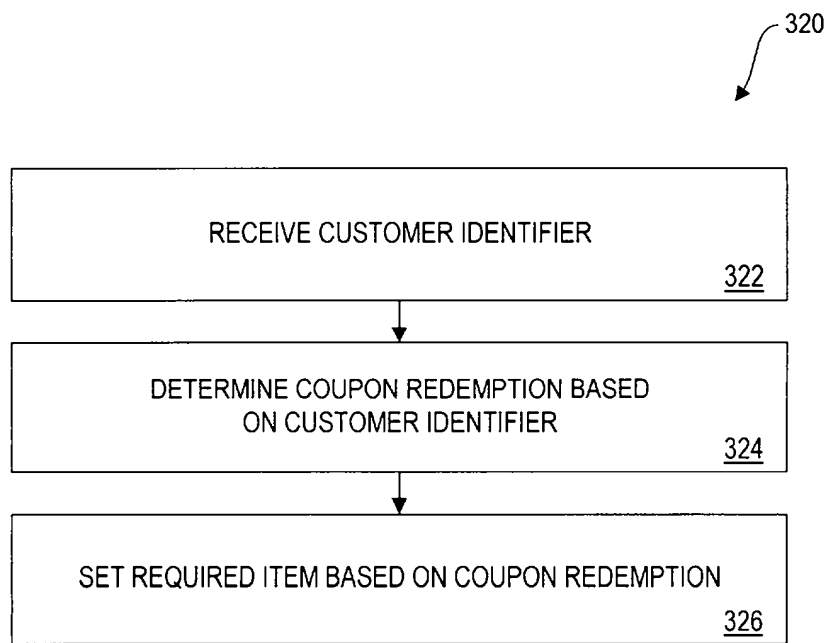 320
RECEIVE CUSTOMER IDENTIFIER
322
DETERMINE COUPON REDEMPTION BASED
ON CUSTOMER IDENTIFIER
324
SET REQUIRED ITEM BASED ON COUPON REDEMPTION
326